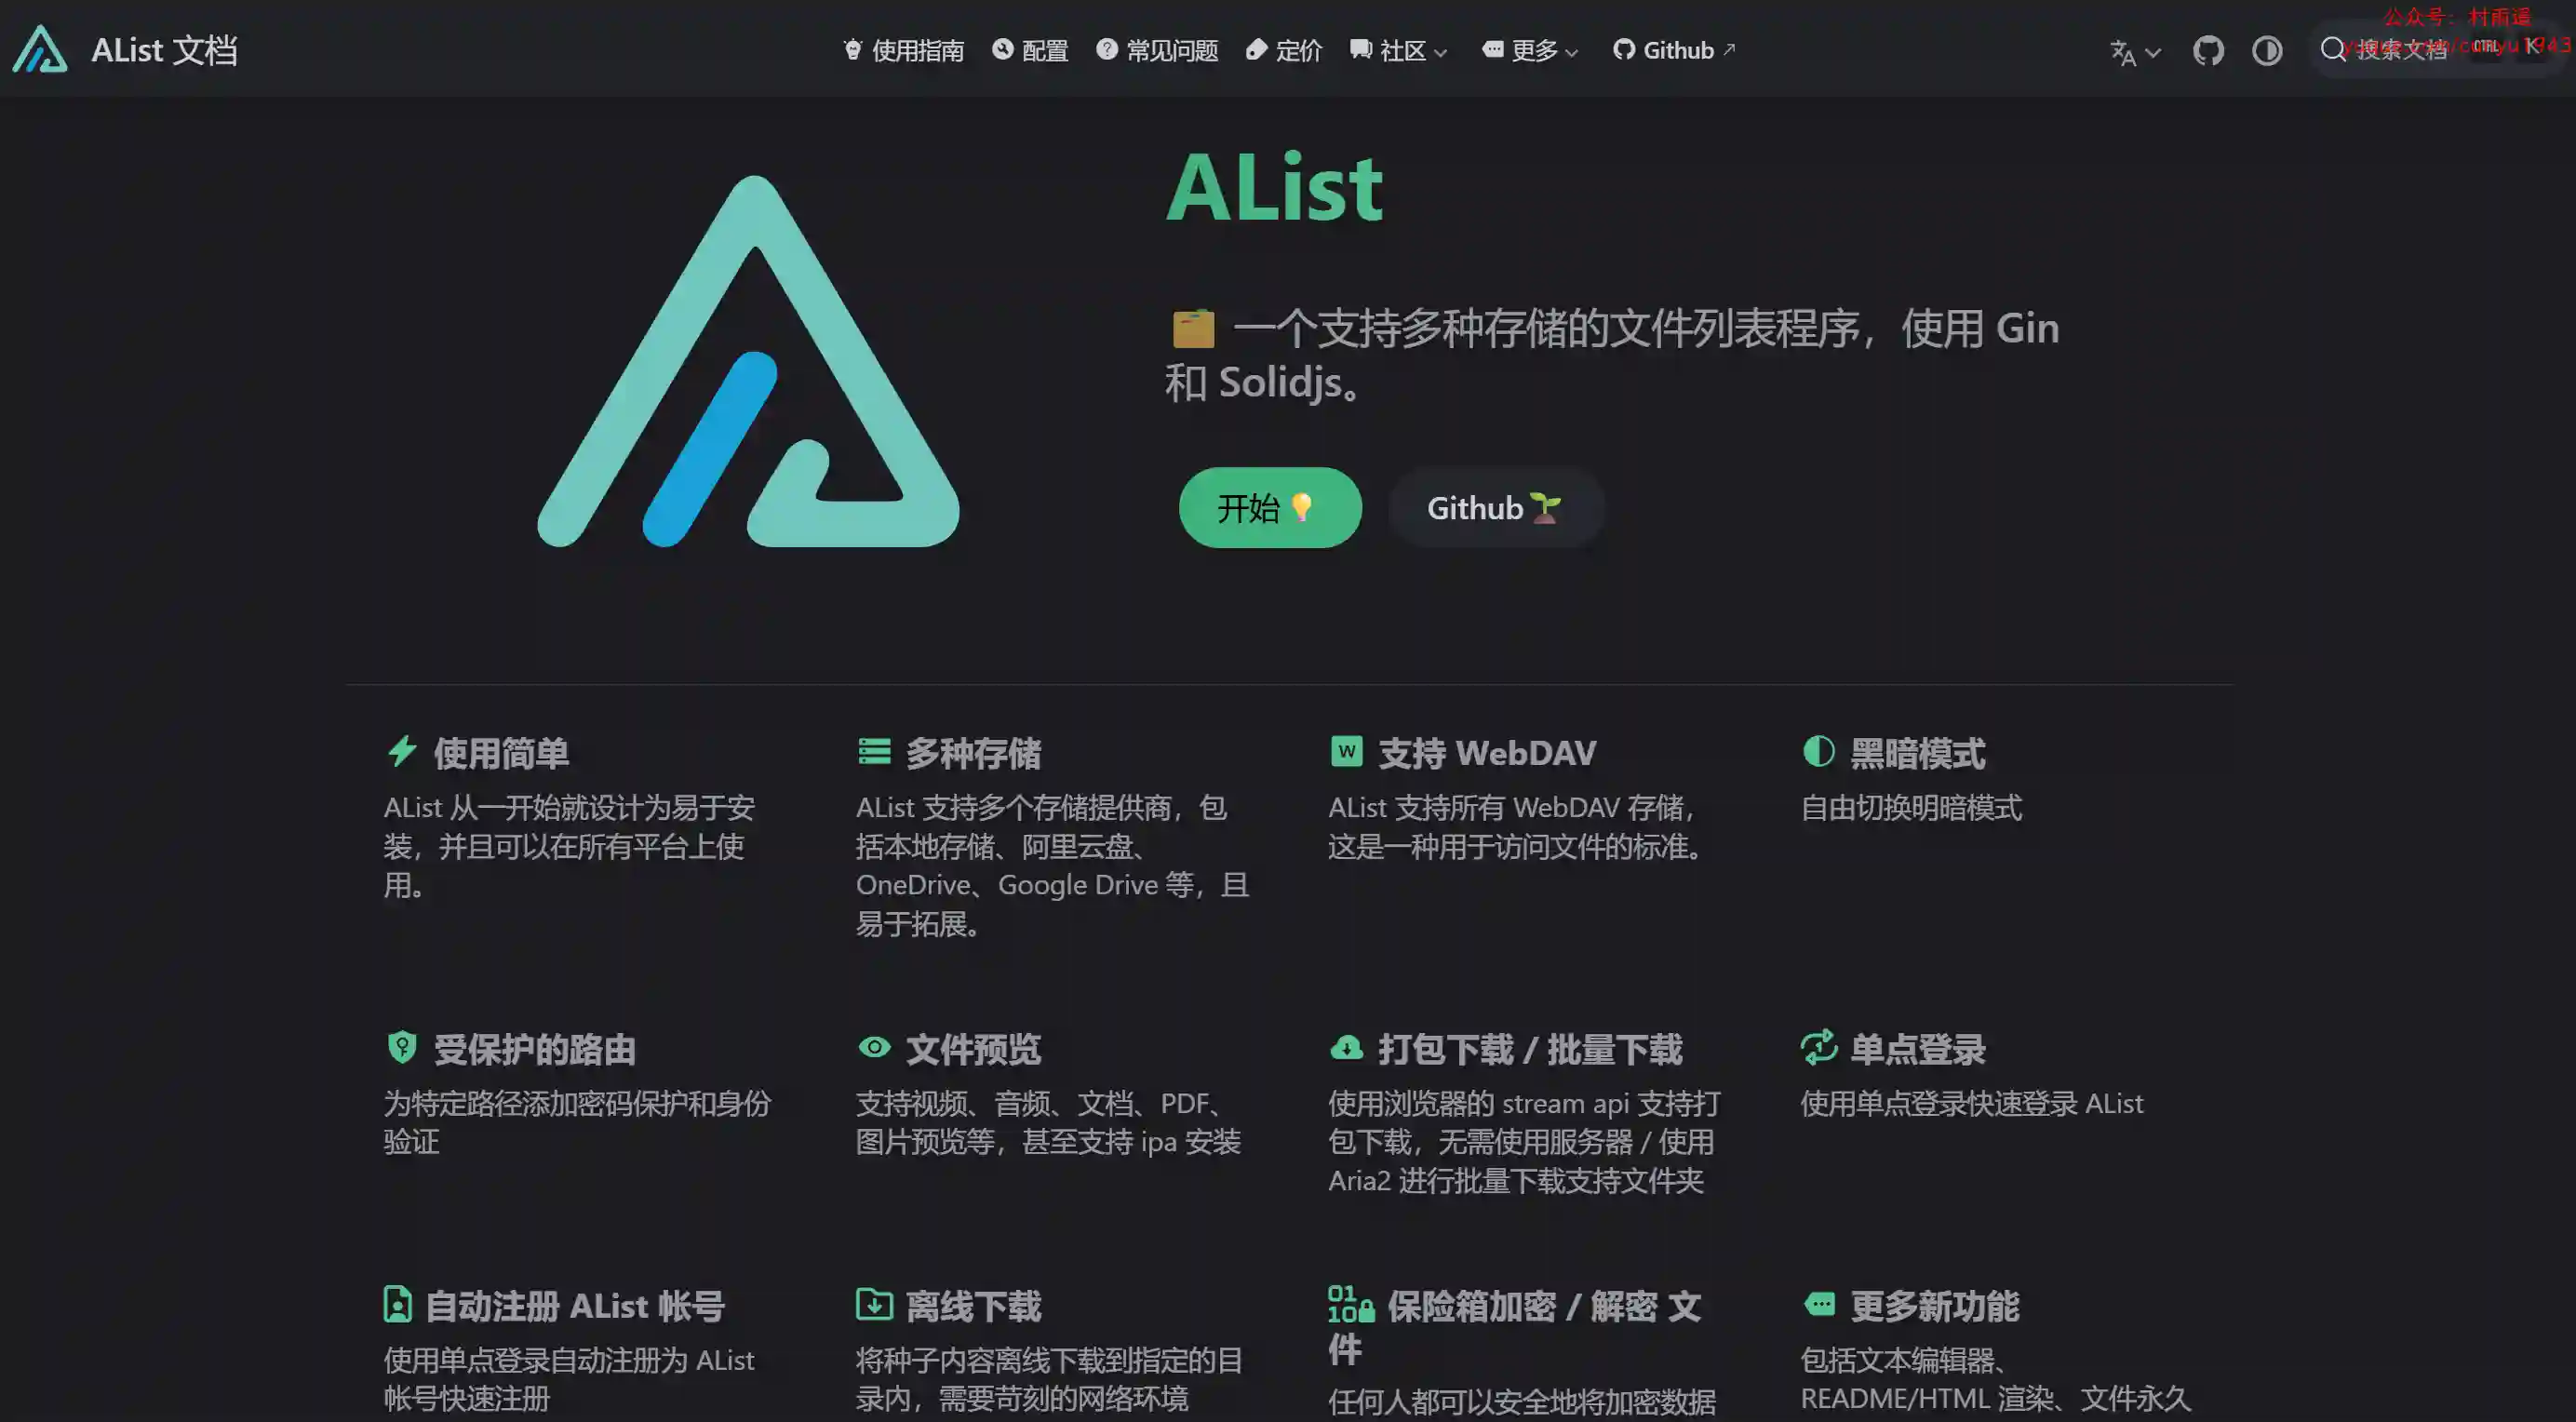 AList 文档
使用指南 配置 常见问题 定价 社区 更多 Github
公众号: 村雨遥
搜索文档 CTRL K
AList
一个支持多种存储的文件列表程序，使用 Gin
和 Solidjs。
开始
Github
使用简单
AList 从一开始就设计为易于安
装，并且可以在所有平台上使
用。
多种存储
AList 支持多个存储提供商，包
括本地存储、阿里云盘、
OneDrive、Google Drive 等，且
易于拓展。
W 支持 WebDAV
AList 支持所有 WebDAV 存储，
这是一种用于访问文件的标准。
黑暗模式
自由切换明暗模式
受保护的路由
为特定路径添加密码保护和身份
验证
文件预览
支持视频、音频、文档、PDF、
图片预览等，甚至支持 ipa 安装
打包下载 / 批量下载
使用浏览器的 stream api 支持打
包下载，无需使用服务器 / 使用
Aria2 进行批量下载支持文件夹
单点登录
使用单点登录快速登录 AList
自动注册 AList 帐号
使用单点登录自动注册为 AList
帐号快速注册
离线下载
将种子内容离线下载到指定的目
录内，需要苛刻的网络环境
保险箱加密 / 解密 文
件
任何人都可以安全地将加密数据
更多新功能
包括文本编辑器、
README/HTML 渲染、文件永久